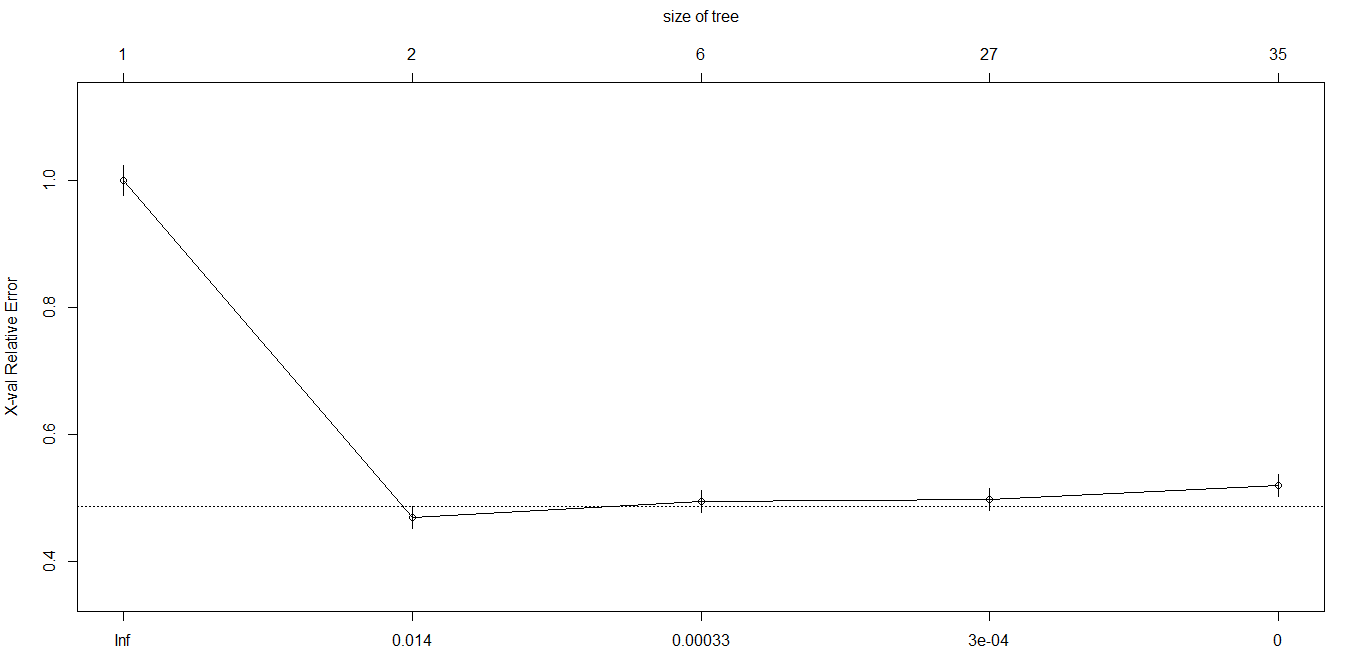 size of tree
1 2 6 27 35
X-val Relative Error
1.0
0.8
0.6
0.4
Inf 0.014 0.00033 3e-04 0